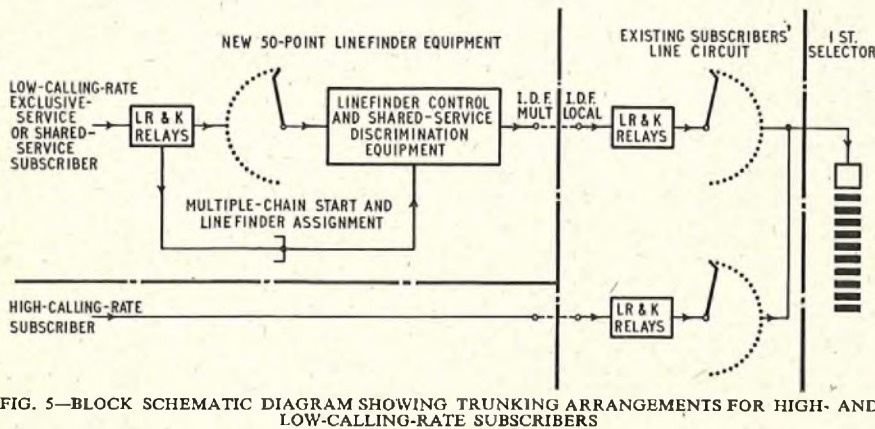 NEW 50-POINT LINEFINDER EQUIPMENT
EXISTING SUBSCRIBERS'
LINE CIRCUIT
I ST.
SELECTOR
LOW-CALLING-RATE
EXCLUSIVE-
SERVICE
OR SHARED-
SERVICE
SUBSCRIBER
LR & K
RELAYS
LINEFINDER CONTROL
AND SHARED-SERVICE
DISCRIMINATION
EQUIPMENT
I.D.F.
MULT
I.D.F.
LOCAL
LR & K
RELAYS
MULTIPLE-CHAIN START AND
LINEFINDER ASSIGNMENT
HIGH-CALLING-RATE
SUBSCRIBER
LR & K
RELAYS
FIG. 5—BLOCK SCHEMATIC DIAGRAM SHOWING TRUNKING ARRANGEMENTS FOR HIGH- AND
LOW-CALLING-RATE SUBSCRIBERS